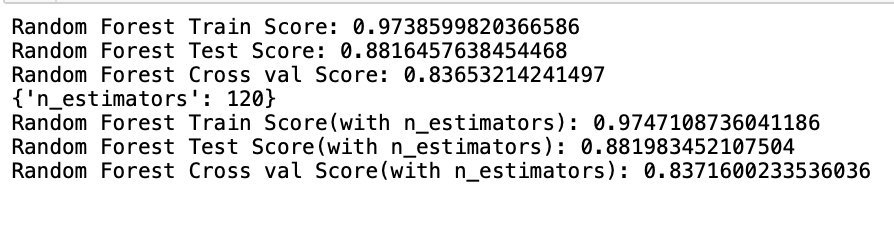 Random Forest Train Score: 0.9738599820366586
Random Forest Test Score: 0.8816457638454468
Random Forest Cross val Score: 0.83653214241497
{'n_estimators': 120}
Random Forest Train Score(with n_estimators): 0.9747108736041186
Random Forest Test Score(with n_estimators): 0.881983452107504
Random Forest Cross val Score(with n_estimators): 0.8371600233536036